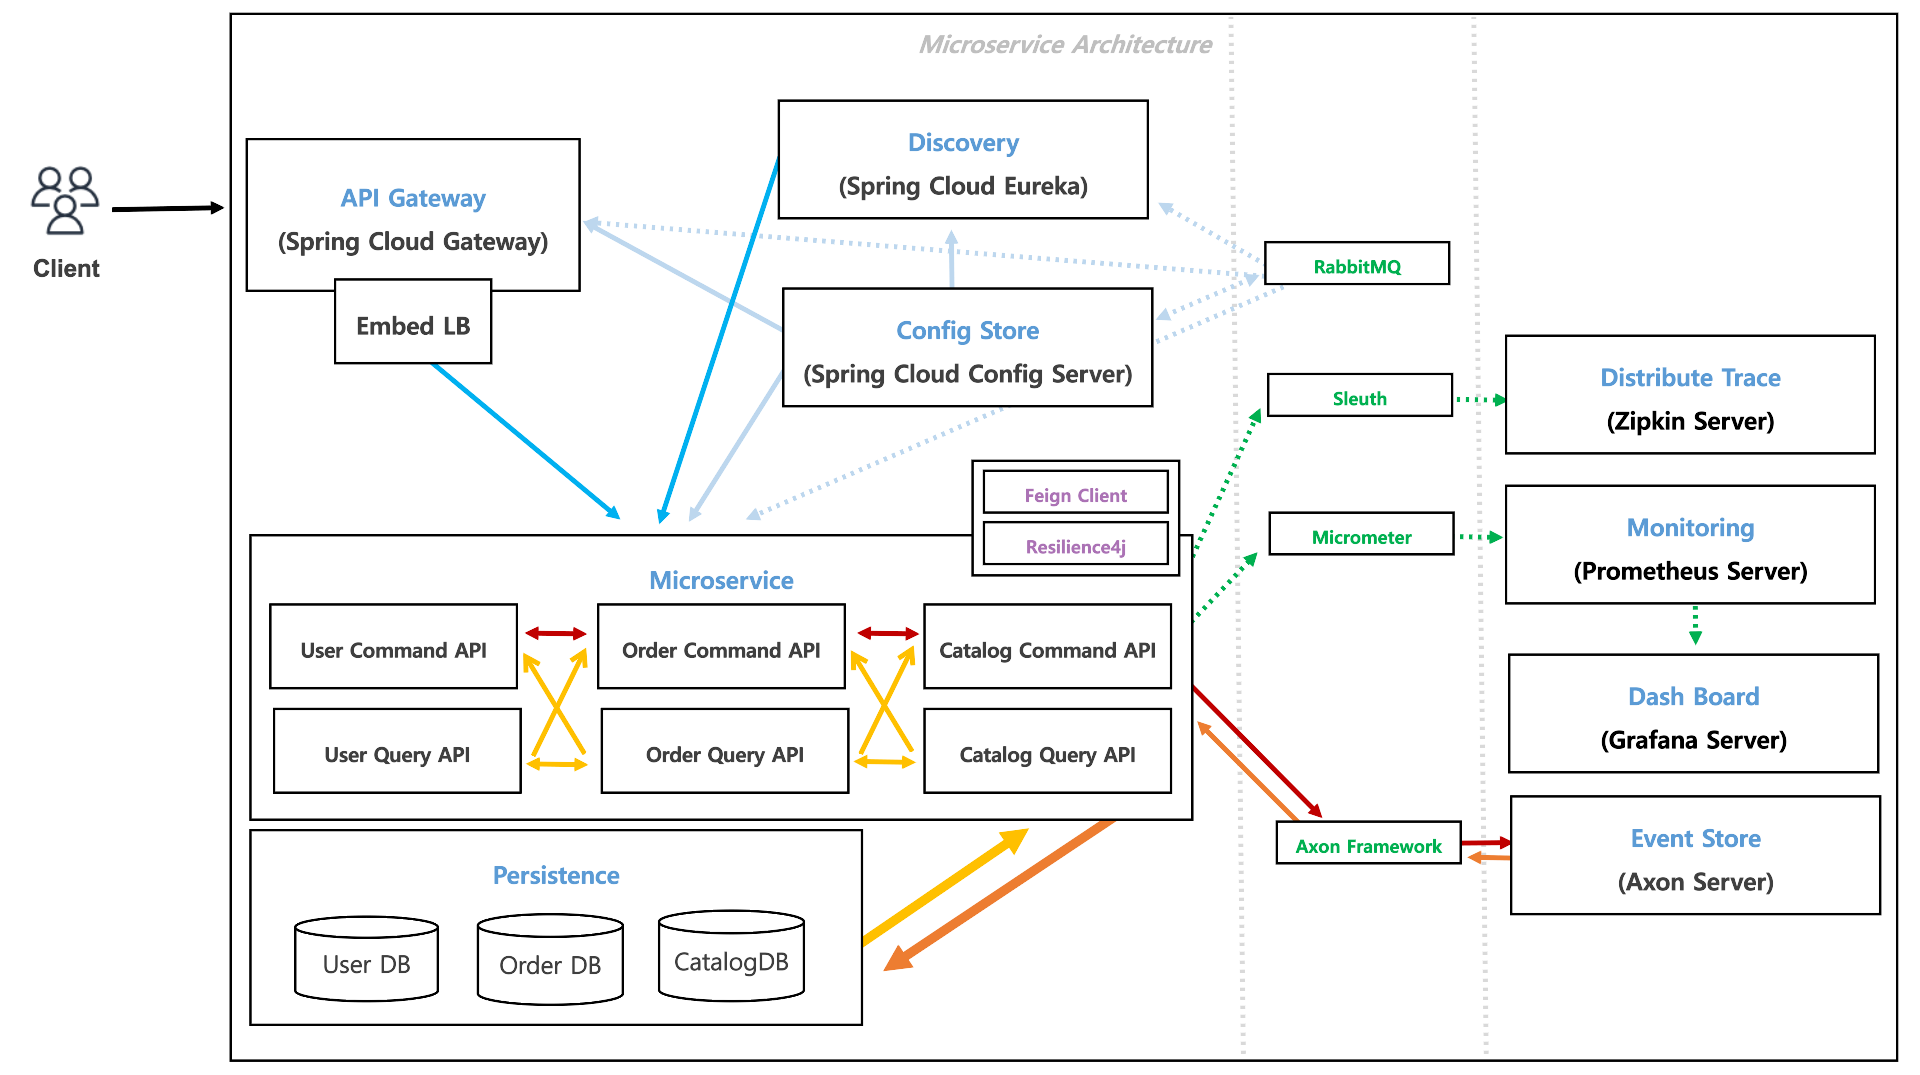 Microservice Architecture
Client
API Gateway
(Spring Cloud Gateway)
Embed LB
Discovery
(Spring Cloud Eureka)
Config Store
(Spring Cloud Config Server)
RabbitMQ
Sleuth
Distribute Trace
(Zipkin Server)
Feign Client
Resilience4j
Micrometer
Monitoring
(Prometheus Server)
Microservice
User Command API
Order Command API
Catalog Command API
User Query API
Order Query API
Catalog Query API
Dash Board
(Grafana Server)
Axon Framework
Event Store
(Axon Server)
Persistence
User DB
Order DB
CatalogDB